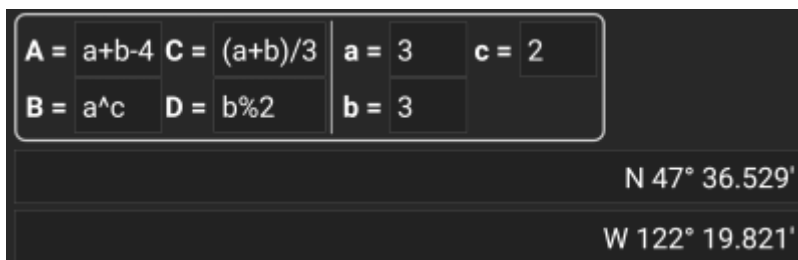 A = a+b-4 C = (a+b)/3 a = 3 c = 2
B = a^c D = b%2 b = 3
N 47° 36.529'
W 122° 19.821'